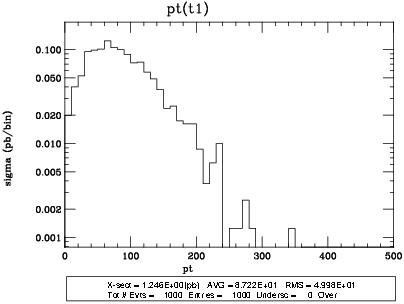 pt(t1)
0.100
0.050
0.020
0.010
0.005
0.002
0.001
sigma (pb/bin)
0 100 200 300 400 500
pt
X-sect = 1.246E+00(pb) AVG = 8.722E+01 RMS = 4.998E+01
Tot # Evts = 1000 Entries = 1000 Undersc = 0 Over